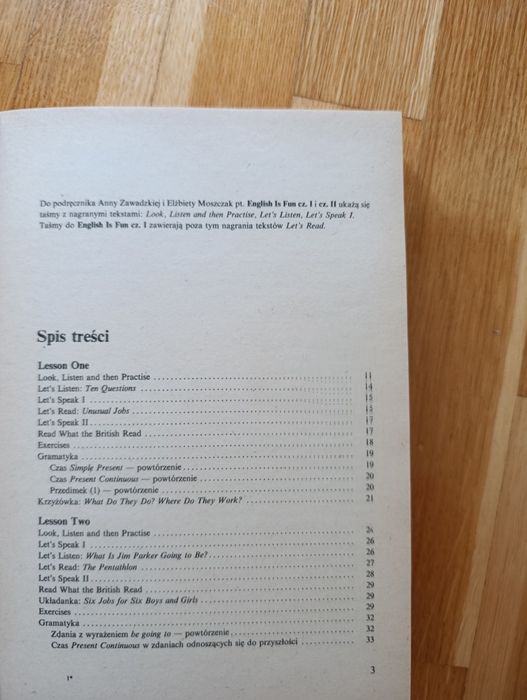 Do podręcznika Anny Zawadzkiej i Elżbiety Moszczak pt. English Is Fun cz. I i cz. II ukażą się
taśmy z nagranymi tekstami: Look, Listen and then Practise, Let's Listen, Let's Speak I.
Taśmy do English Is Fun cz. I zawierają poza tym nagrania tekstów Let's Read.
Spis treści
Lesson One
Look, Listen and then Practise 11
Let's Listen: Ten Questions 14
Let's Speak I 15
Let's Read: Unusual Jobs 15
Let's Speak II 17
Read What the British Read 17
Exercises 18
Gramatyka 19
Czas Simple Present — powtórzenie 19
Czas Present Continuous — powtórzenie 20
Przedimek (1) — powtórzenie 20
Krzyżówka: What Do They Do? Where Do They Work? 21
Lesson Two
Look, Listen and then Practise 24
Let's Speak I 26
Let's Listen: What Is Jim Parker Going to Be? 26
Let's Read: The Pentathlon 27
Let's Speak II 28
Read What the British Read 29
Układanka: Six Jobs for Six Boys and Girls 29
Exercises 29
Gramatyka 32
Zdania z wyrażeniem be going to — powtórzenie 32
Czas Present Continuous w zdaniach odnoszących się do przyszłości 33
1* 3